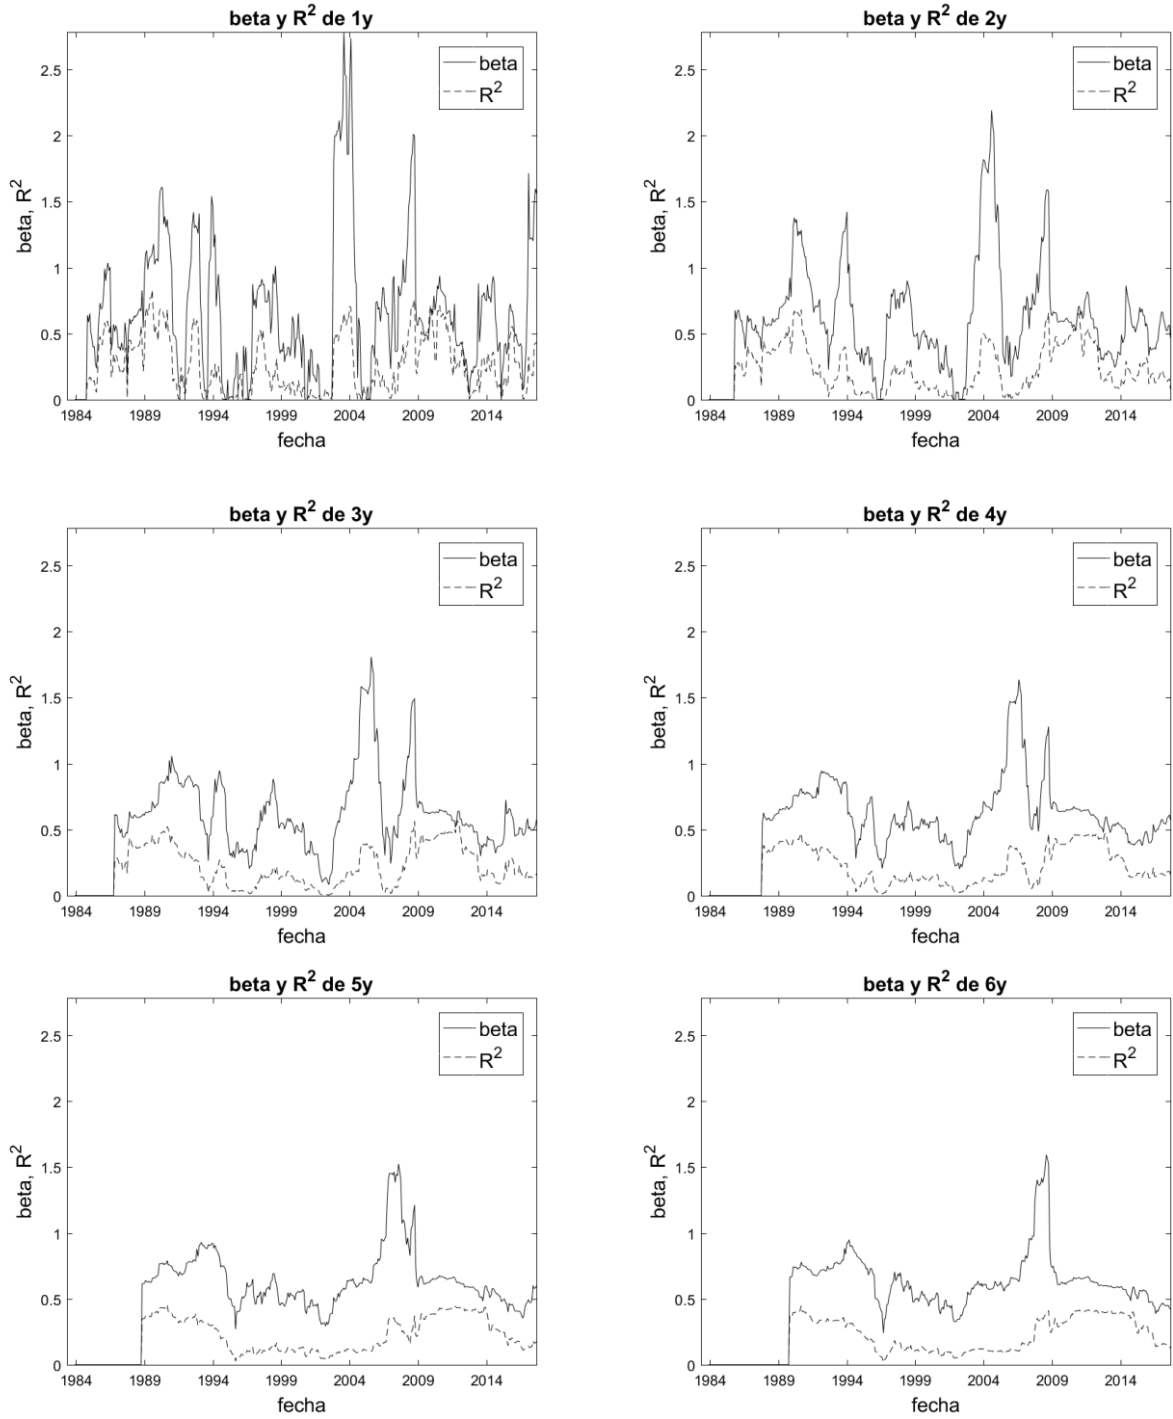 beta y R² de 1y
beta, R²
2.5
2
1.5
1
0.5
0
beta
R²
1984 1989 1994 1999 2004 2009 2014
fecha
beta y R² de 2y
beta, R²
2.5
2
1.5
1
0.5
0
beta
R²
1984 1989 1994 1999 2004 2009 2014
fecha
beta y R² de 3y
beta, R²
2.5
2
1.5
1
0.5
0
beta
R²
1984 1989 1994 1999 2004 2009 2014
fecha
beta y R² de 4y
beta, R²
2.5
2
1.5
1
0.5
0
beta
R²
1984 1989 1994 1999 2004 2009 2014
fecha
beta y R² de 5y
beta, R²
2.5
2
1.5
1
0.5
0
beta
R²
1984 1989 1994 1999 2004 2009 2014
fecha
beta y R² de 6y
beta, R²
2.5
2
1.5
1
0.5
0
beta
R²
1984 1989 1994 1999 2004 2009 2014
fecha